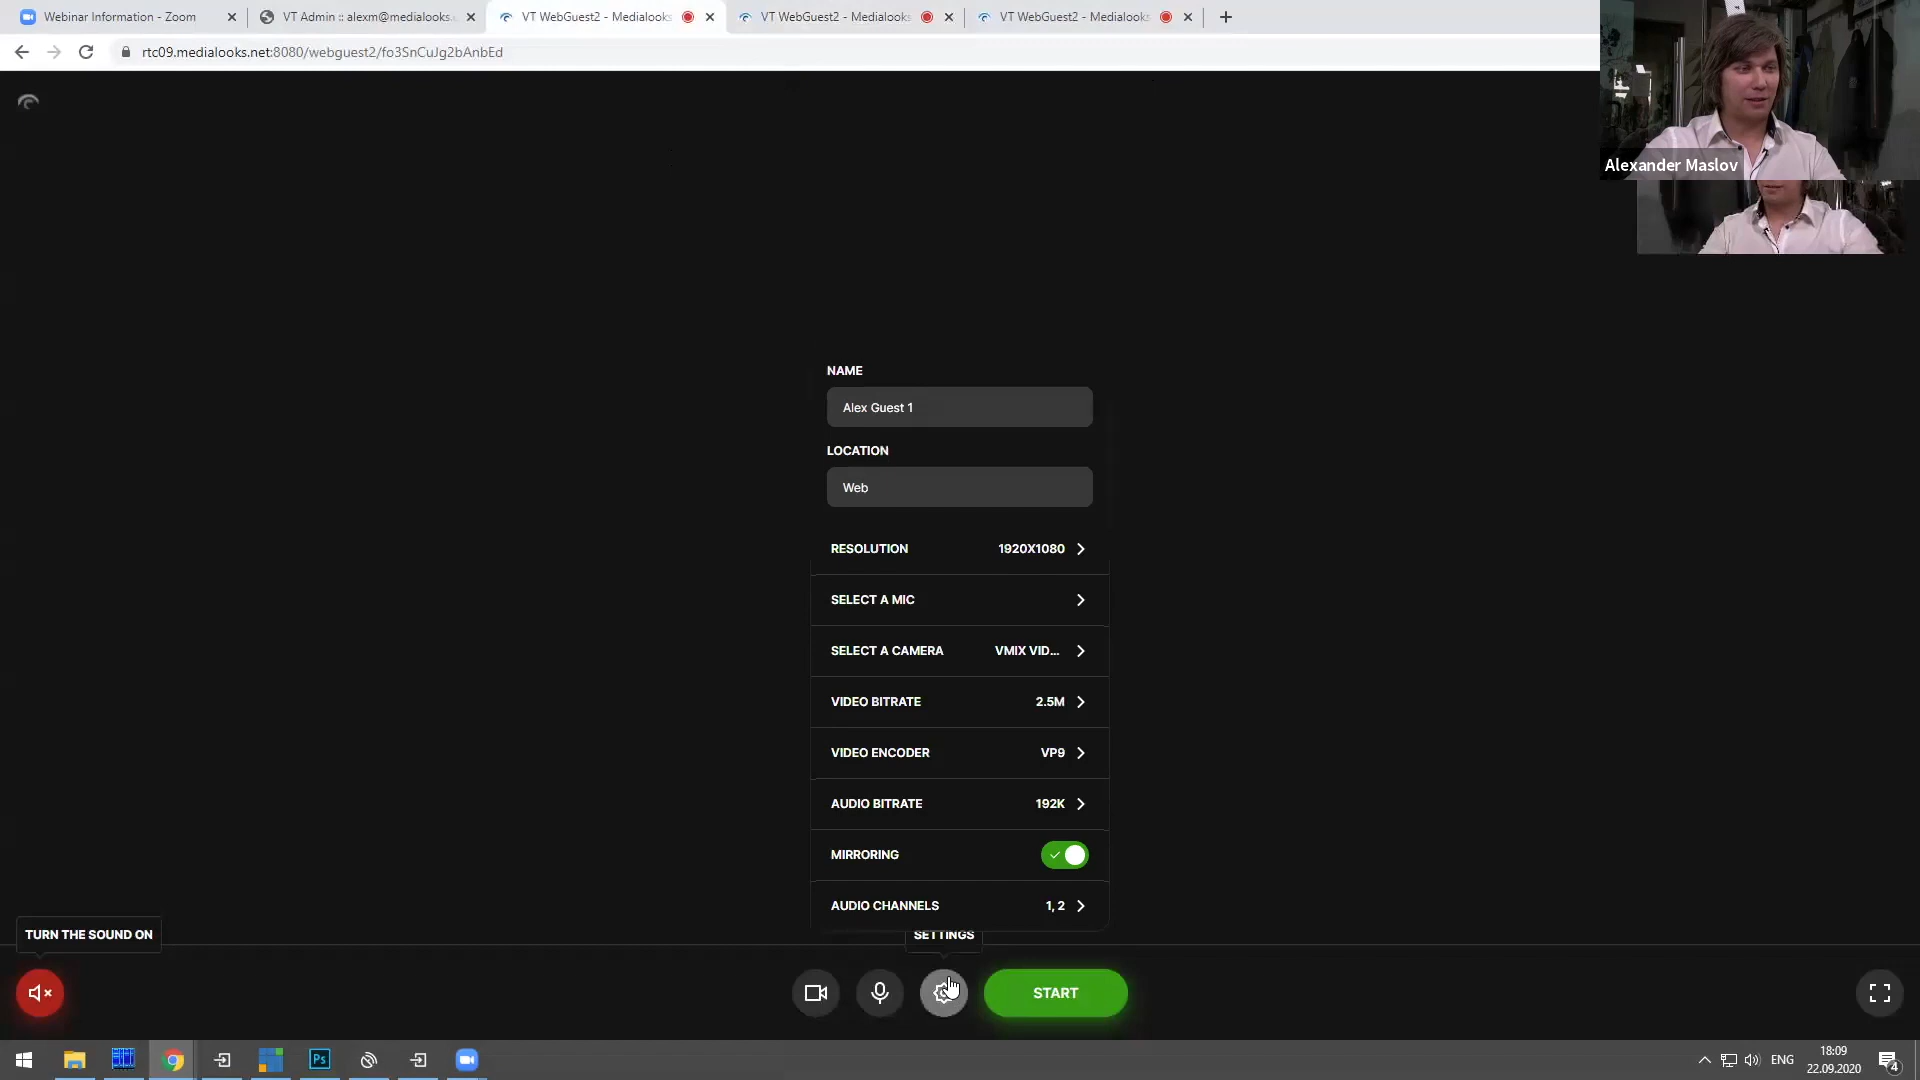 Webinar Information - Zoom
VT Admin :: alexm@medialooks.
VT WebGuest2 - Medialooks
VT WebGuest2 - Medialooks
VT WebGuest2 - Medialooks
rtc09.medialooks.net:8080/webguest2/fo3SnCuJg2bAnbEd
Alexander Maslov
NAME
Alex Guest 1
LOCATION
Web
RESOLUTION 1920X1080
SELECT A MIC
SELECT A CAMERA VMIX VID...
VIDEO BITRATE 2.5M
VIDEO ENCODER VP9
AUDIO BITRATE 192K
MIRRORING
AUDIO CHANNELS 1, 2
TURN THE SOUND ON
SETTINGS
START
Ps
ENG
18:09
22.09.2020
4